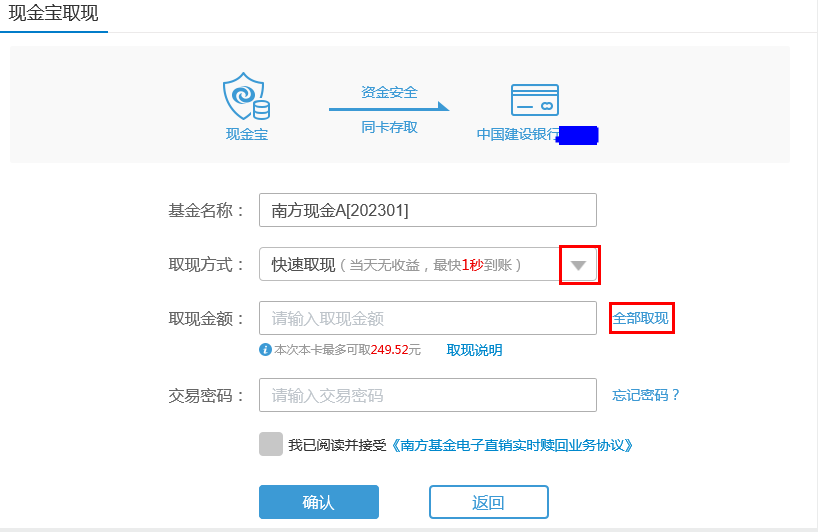 现金宝取现
资金安全
现金宝
同卡存取
中国建设银行
基金名称：
南方现金A[202301]
取现方式：
快速取现（当天无收益，最快1秒到账）
取现金额：
请输入取现金额
全部取现
本次本卡最多可取249.52元
取现说明
交易密码：
请输入交易密码
忘记密码？
我已阅读并接受《南方基金电子直销实时赎回业务协议》
确认
返回